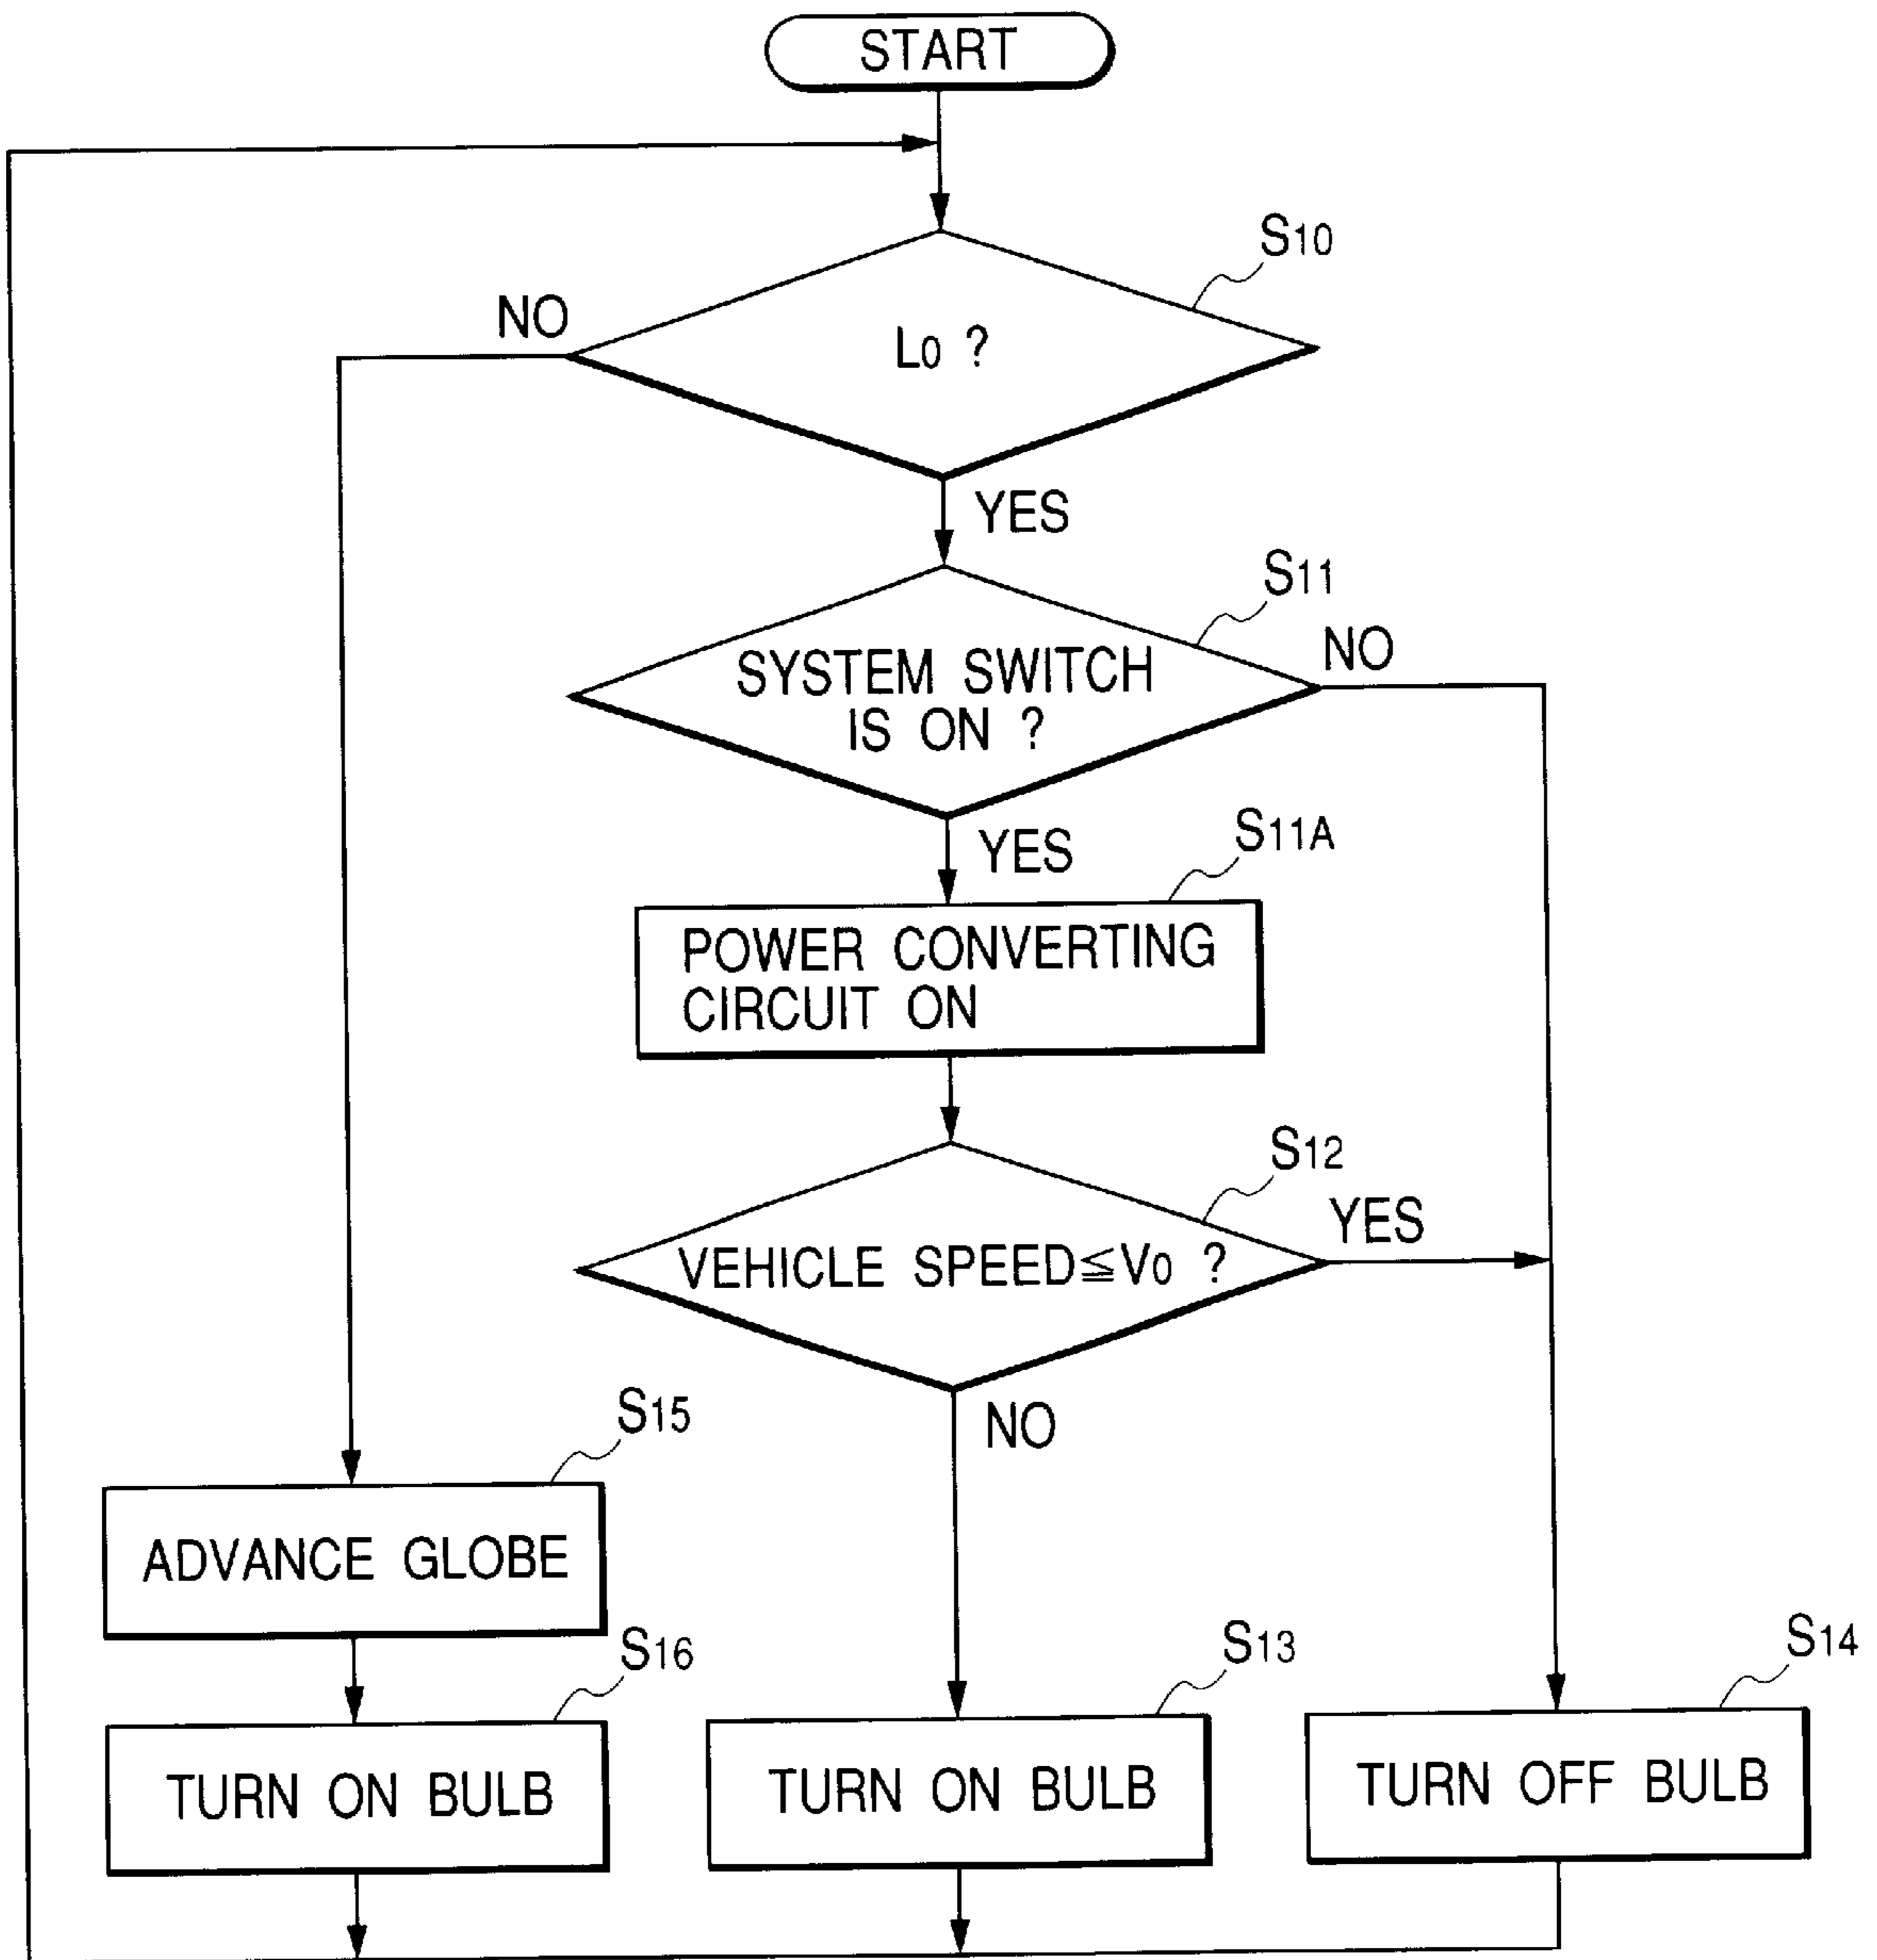 START
S10
NO
L0 ?
YES
S11
NO
SYSTEM SWITCH
IS ON ?
YES
S11A
POWER CONVERTING
CIRCUIT ON
S12
YES
VEHICLE SPEED≦V0 ?
NO
S15
ADVANCE GLOBE
S16
S13
S14
TURN ON BULB
TURN ON BULB
TURN OFF BULB